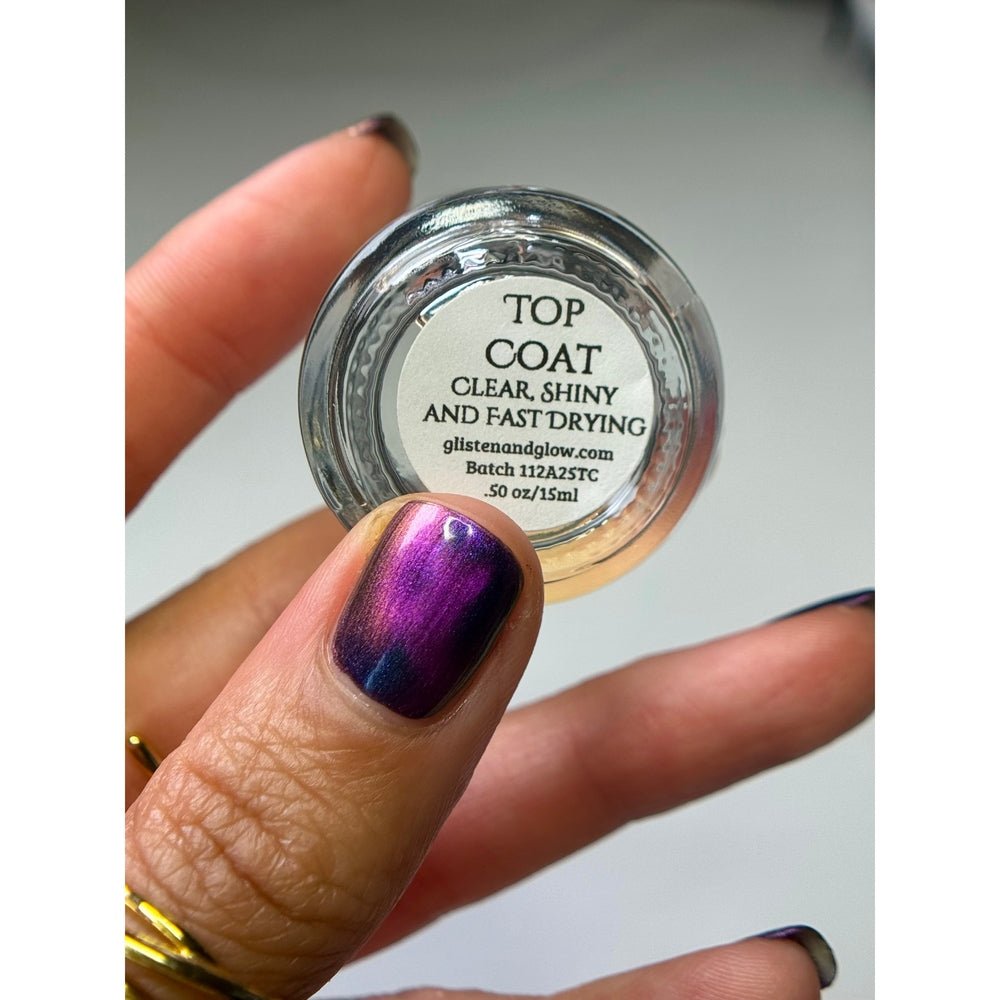 TOP
COAT
CLEAR, SHINY
AND FAST DRYING
glistenandglow.com
Batch 112A25TC
.50 oz/15ml